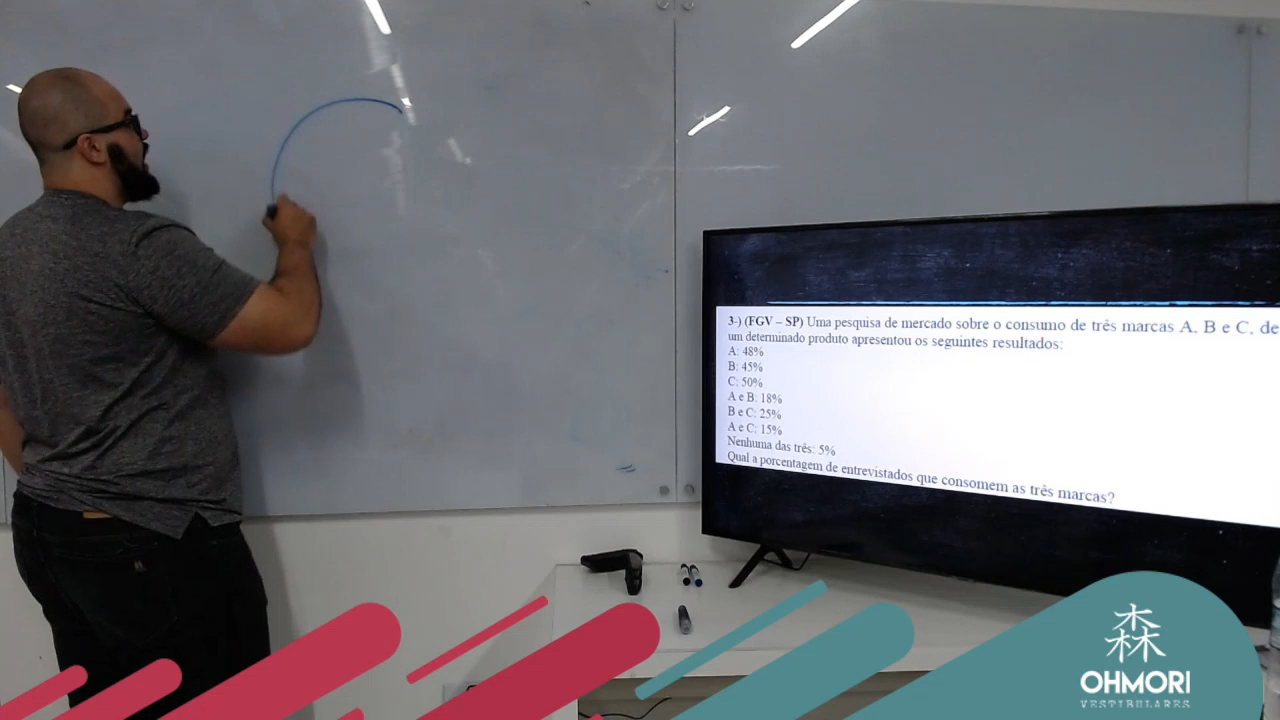 3-) (FGV – SP) Uma pesquisa de mercado sobre o consumo de três marcas A, B e C, de
um determinado produto apresentou os seguintes resultados:
A: 48%
B: 45%
C: 50%
A e B: 18%
B e C: 25%
A e C: 15%
Nenhuma das três: 5%
Qual a porcentagem de entrevistados que consomem as três marcas?
森
OHMORI
VESTIBULARES